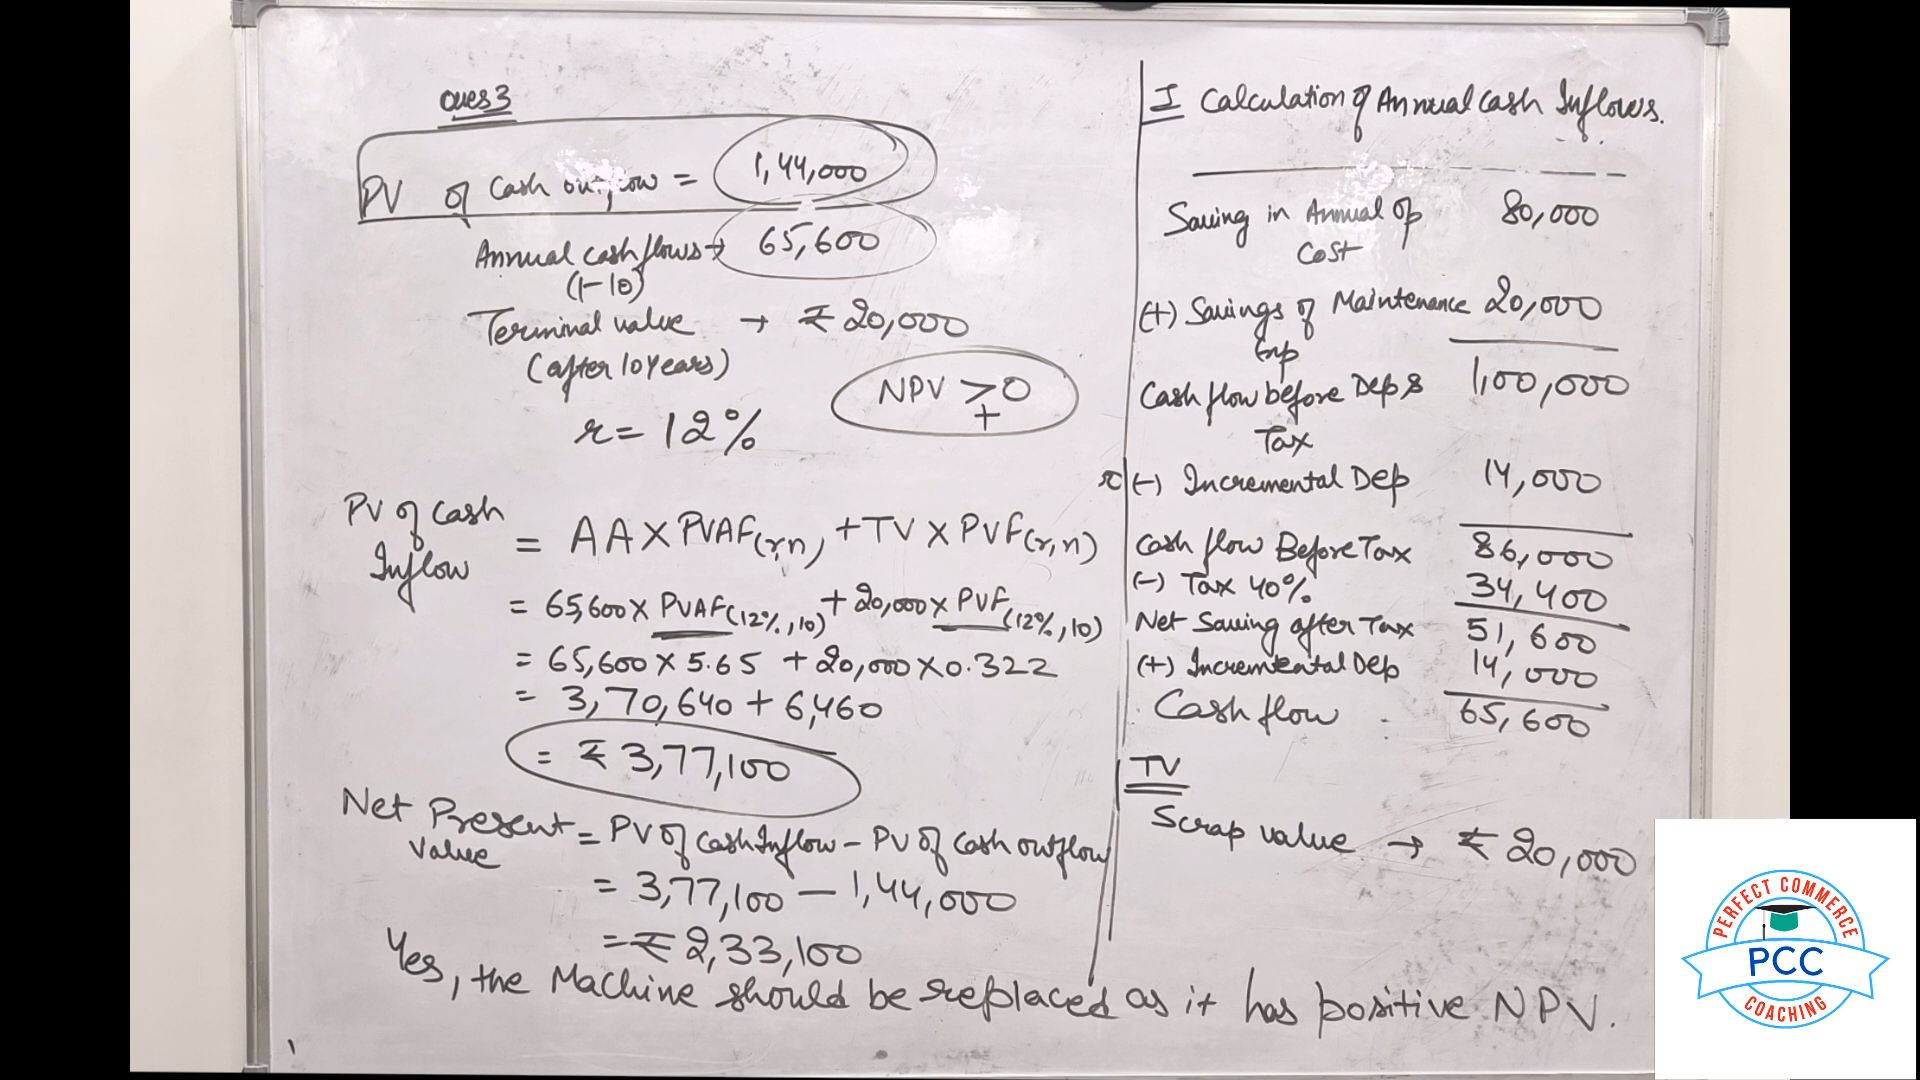 Ques 3
PV of Cash outflow = 1,44,000
Annual cash flows → 65,600
(1-10)
Terminal value → ₹ 20,000
(after 10 years)
NPV > 0
+
r = 12%
PV of Cash Inflow = AA X PVAF(r,n) + TV X PVF(r,n)
= 65,600 X PVAF(12%,10) + 20,000 X PVF(12%,10)
= 65,600 X 5.65 + 20,000 X 0.322
= 3,70,640 + 6,460
= ₹ 3,77,100
Net Present Value = PV of Cash Inflow - PV of Cash outflow
= 3,77,100 - 1,44,000
= ₹ 2,33,100
Yes, the Machine should be replaced as it has positive NPV.
I Calculation of Annual Cash Inflows.
Saving in Annual Op 80,000
Cost
(+) Savings of Maintenance 20,000
Exp
Cash flow before Dep & 1,00,000
Tax
(-) Incremental Dep 14,000
Cash flow Before Tax 86,000
(-) Tax 40% 34,400
Net Saving after Tax 51,600
(+) Incremental Dep 14,000
Cash flow 65,600
TV
Scrap value → ₹ 20,000
PERFECT COMMERCE
PCC
COACHING